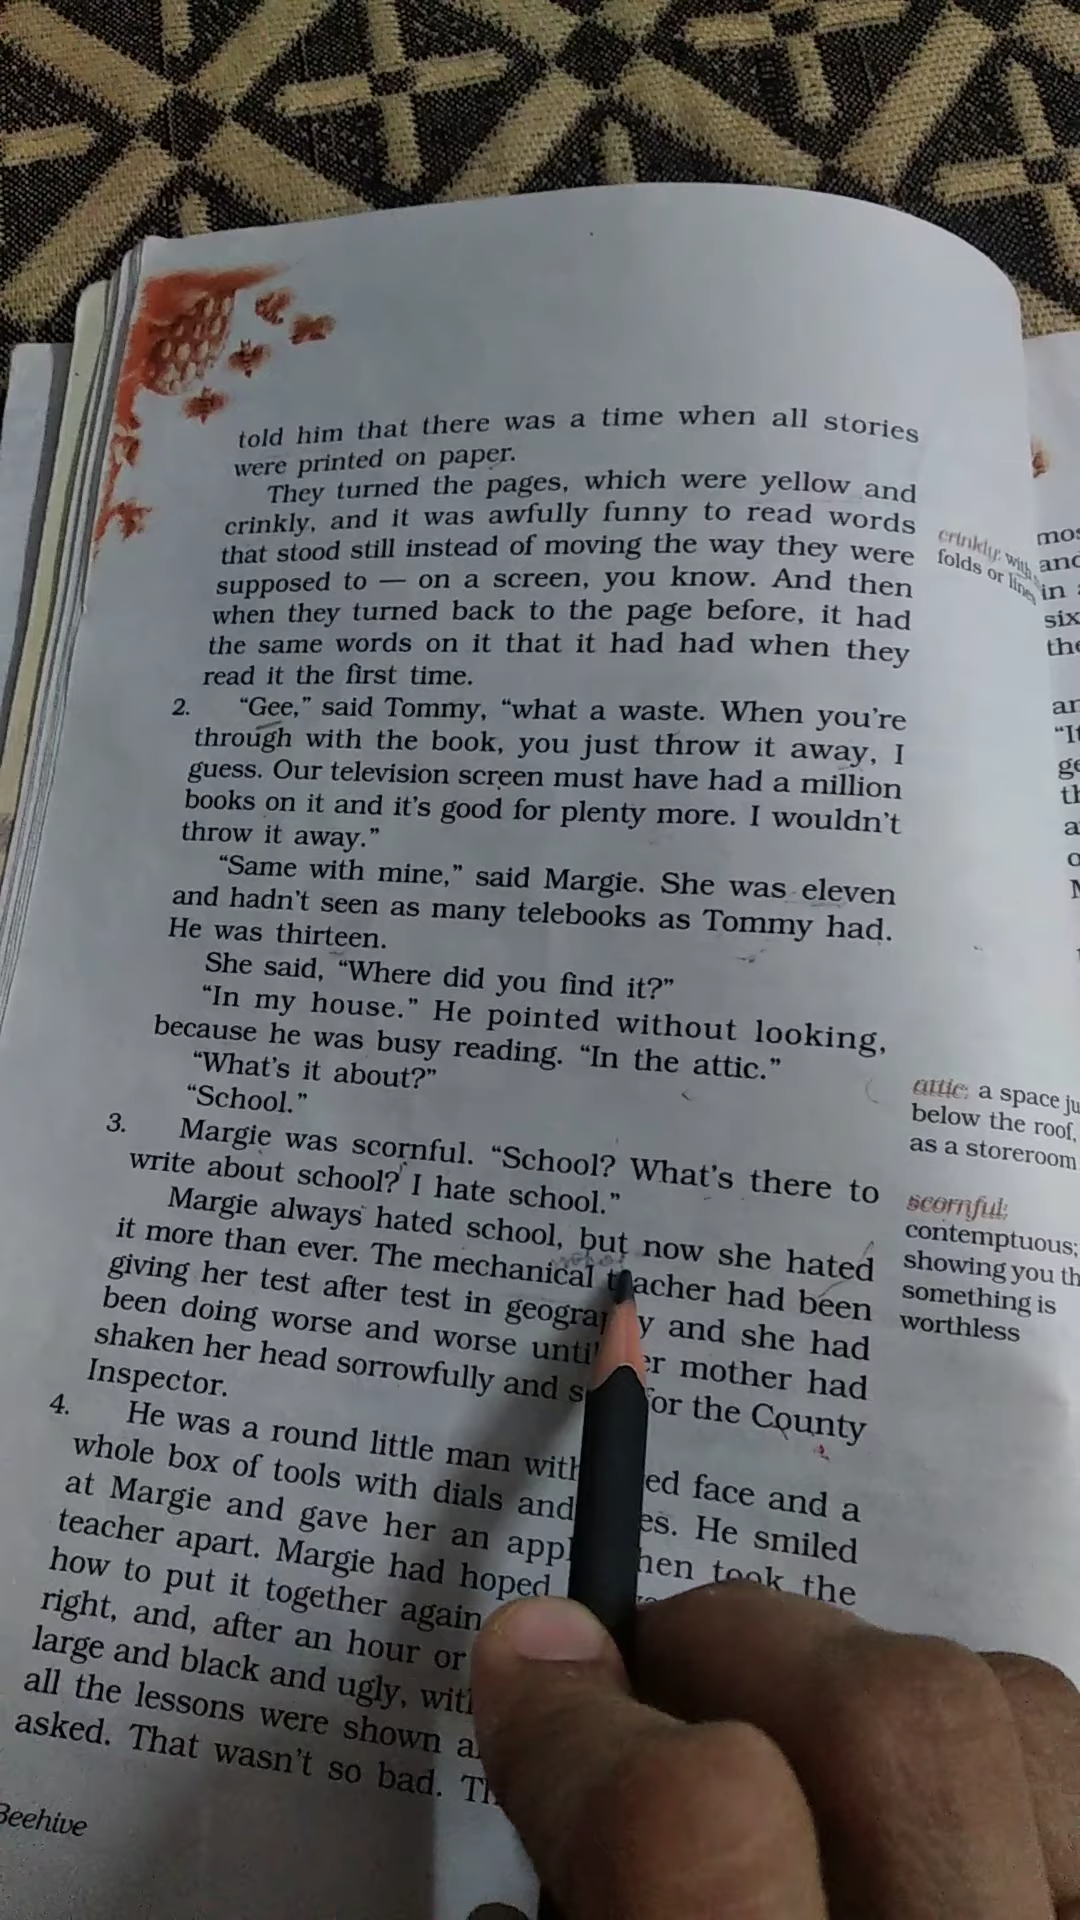 told him that there was a time when all stories
were printed on paper.
They turned the pages, which were yellow and
crinkly, and it was awfully funny to read words
that stood still instead of moving the way they were
supposed to — on a screen, you know. And then
when they turned back to the page before, it had
the same words on it that it had had when they
read it the first time.
2. “Gee,” said Tommy, “what a waste. When you're
through with the book, you just throw it away, I
guess. Our television screen must have had a million
books on it and it's good for plenty more. I wouldn't
throw it away.”
“Same with mine,” said Margie. She was eleven
and hadn't seen as many telebooks as Tommy had.
He was thirteen.
She said, “Where did you find it?”
“In my house.” He pointed without looking,
because he was busy reading. “In the attic.”
“What's it about?”
“School.”
3. Margie was scornful. “School? What's there to
write about school? I hate school.”
Margie always hated school, but now she hated
it more than ever. The mechanical teacher had been
giving her test after test in and she had
been doing worse and worse mother had
shaken her head sorrowfully and for the County
Inspector.
4. He was a round little man face and a
whole box of tools with dials and He smiled
at Margie and gave her an took the
teacher apart. Margie had hoped
how to put it together again
right, and, after an hour or
large and black and ugly,
all the lessons were shown
asked. That wasn't so bad.
Beehive
crinkly: with
folds or lines
attic: a space
below the roof,
as a storeroom
scornful:
contemptuous;
showing you
something is
worthless
and
in
six